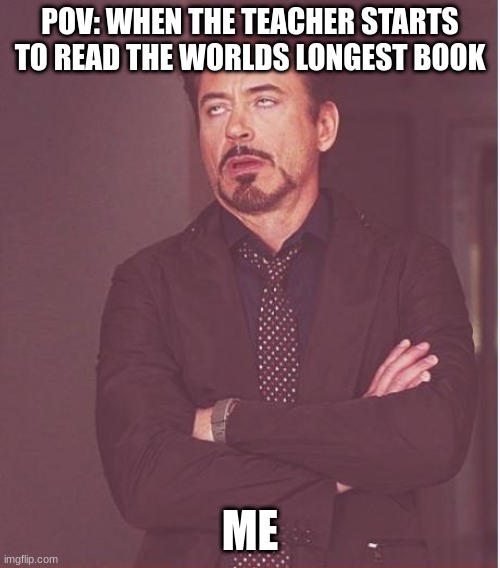 POV: WHEN THE TEACHER STARTS
TO READ THE WORLDS LONGEST BOOK
ME
imgflip.com